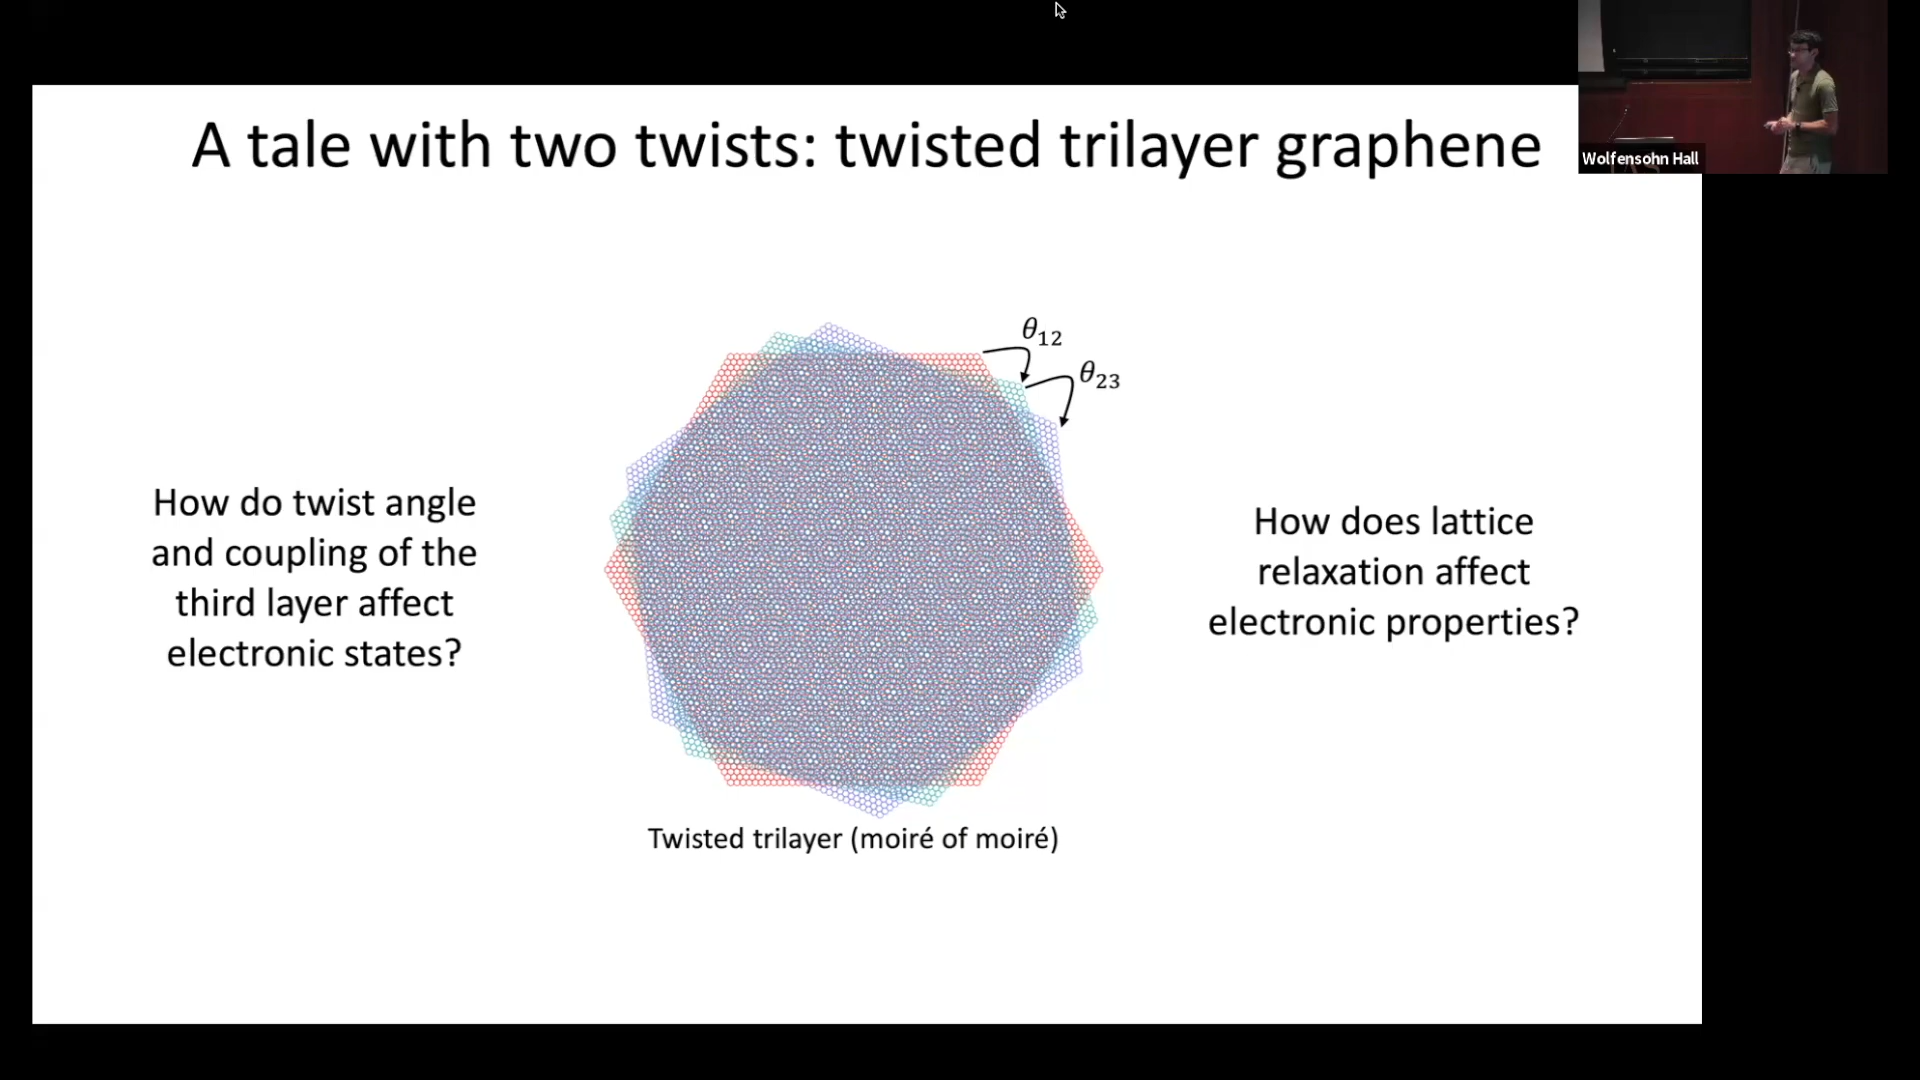 A tale with two twists: twisted trilayer graphene
Wolfensohn Hall
θ12
θ23
How do twist angle
and coupling of the
third layer affect
electronic states?
How does lattice
relaxation affect
electronic properties?
Twisted trilayer (moiré of moiré)